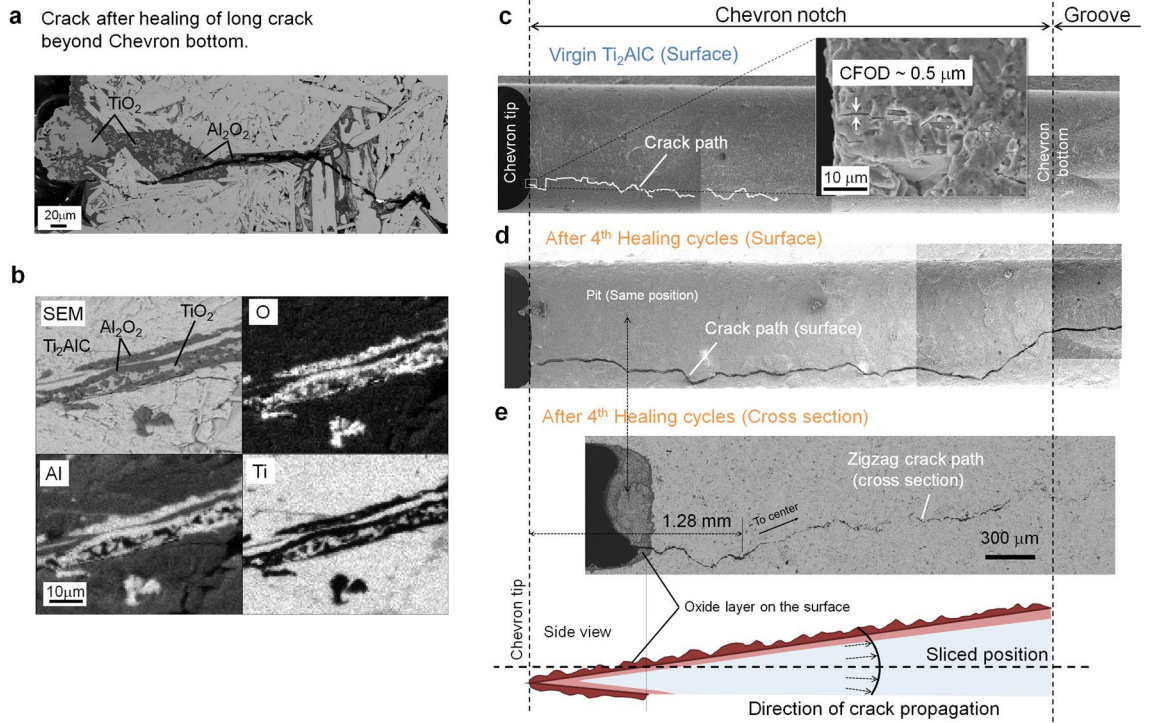 a
Crack after healing of long crack
beyond Chevron bottom.
TiO₂
Al₂O₂
20μm
b
SEM
Al₂O₂
TiO₂
Ti₂AlC
O
Al
10μm
Ti
c
Chevron notch
Groove
Virgin Ti₂AlC (Surface)
Chevron tip
Crack path
CFOD ~ 0.5 μm
10 μm
Chevron
bottom
d
After 4th Healing cycles (Surface)
Pit (Same position)
Crack path (surface)
e
After 4th Healing cycles (Cross section)
Zigzag crack path
(cross section)
1.28 mm
To center
300 μm
Chevron tip
Oxide layer on the surface
Side view
Sliced position
Direction of crack propagation